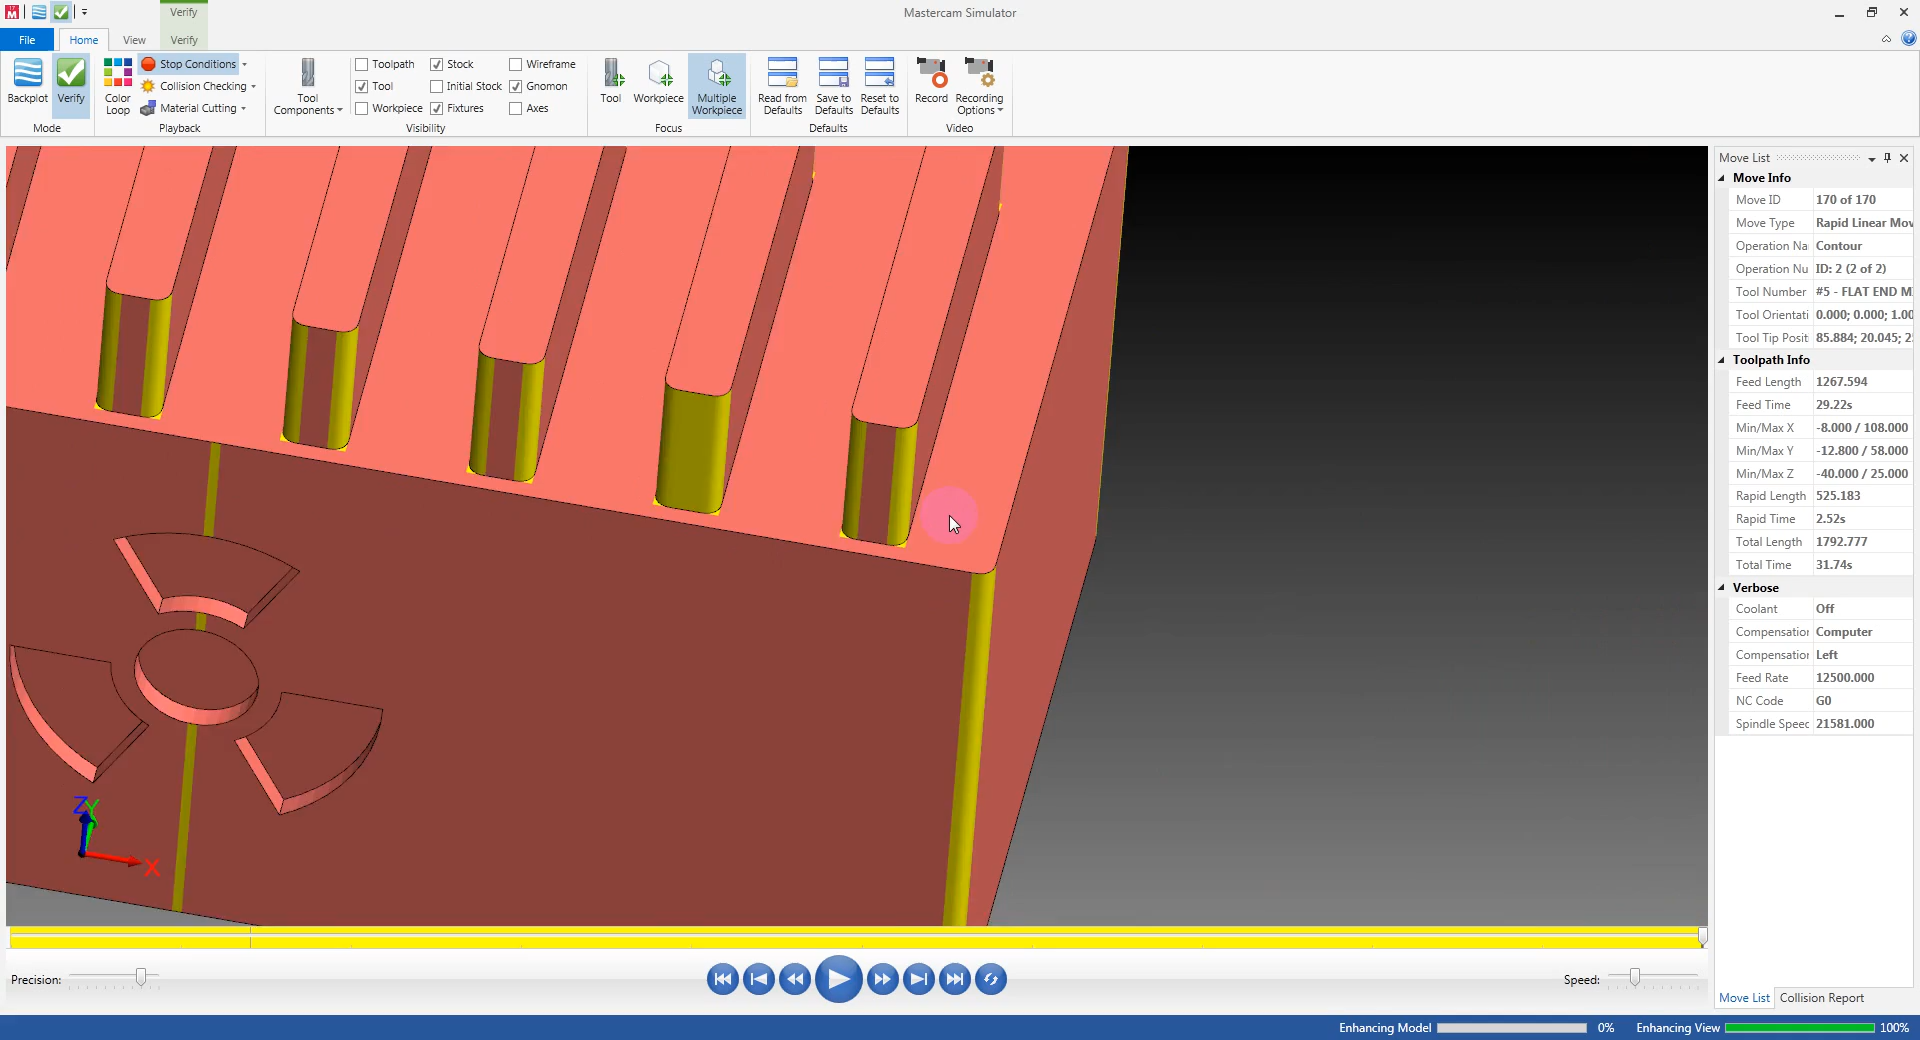 Verify
Mastercam Simulator
File
Home
View
Verify
Backplot
Verify
Mode
Color
Loop
Stop Conditions
Collision Checking
Material Cutting
Playback
Tool
Components
Toolpath
Stock
Wireframe
Tool
Initial Stock
Gnomon
Workpiece
Fixtures
Axes
Visibility
Tool
Workpiece
Multiple
Workpiece
Focus
Read from
Defaults
Save to
Defaults
Reset to
Defaults
Defaults
Record
Recording
Options
Video
Move List
Move Info
Move ID 170 of 170
Move Type Rapid Linear Mov
Operation Na Contour
Operation Nu ID: 2 (2 of 2)
Tool Number #5 - FLAT END M
Tool Orientati 0.000; 0.000; 1.00
Tool Tip Posit 85.884; 20.045; 2
Toolpath Info
Feed Length 1267.594
Feed Time 29.22s
Min/Max X -8.000 / 108.000
Min/Max Y -12.800 / 58.000
Min/Max Z -40.000 / 25.000
Rapid Length 525.183
Rapid Time 2.52s
Total Length 1792.777
Total Time 31.74s
Verbose
Coolant Off
Compensation Computer
Compensation Left
Feed Rate 12500.000
NC Code G0
Spindle Speed 21581.000
Z
Y
X
Precision:
Speed:
Move List
Collision Report
Enhancing Model 0%
Enhancing View 100%